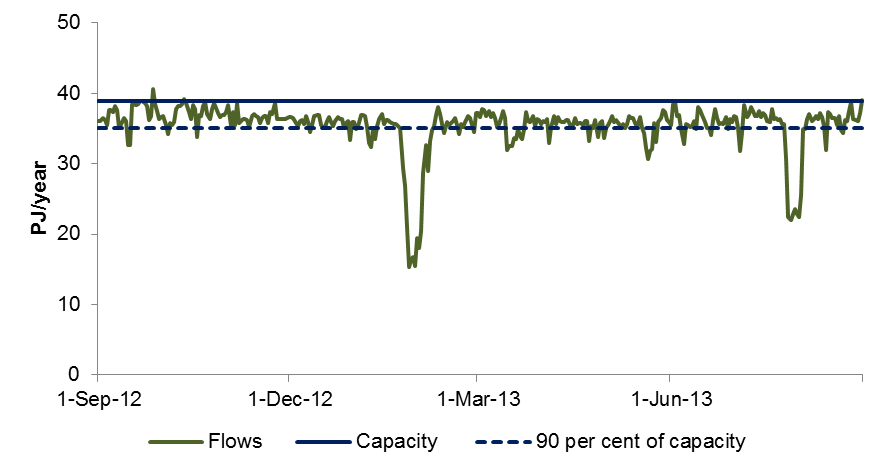 50
40
30
20
10
0
PJ/year
1-Sep-12 1-Dec-12 1-Mar-13 1-Jun-13
Flows Capacity 90 per cent of capacity